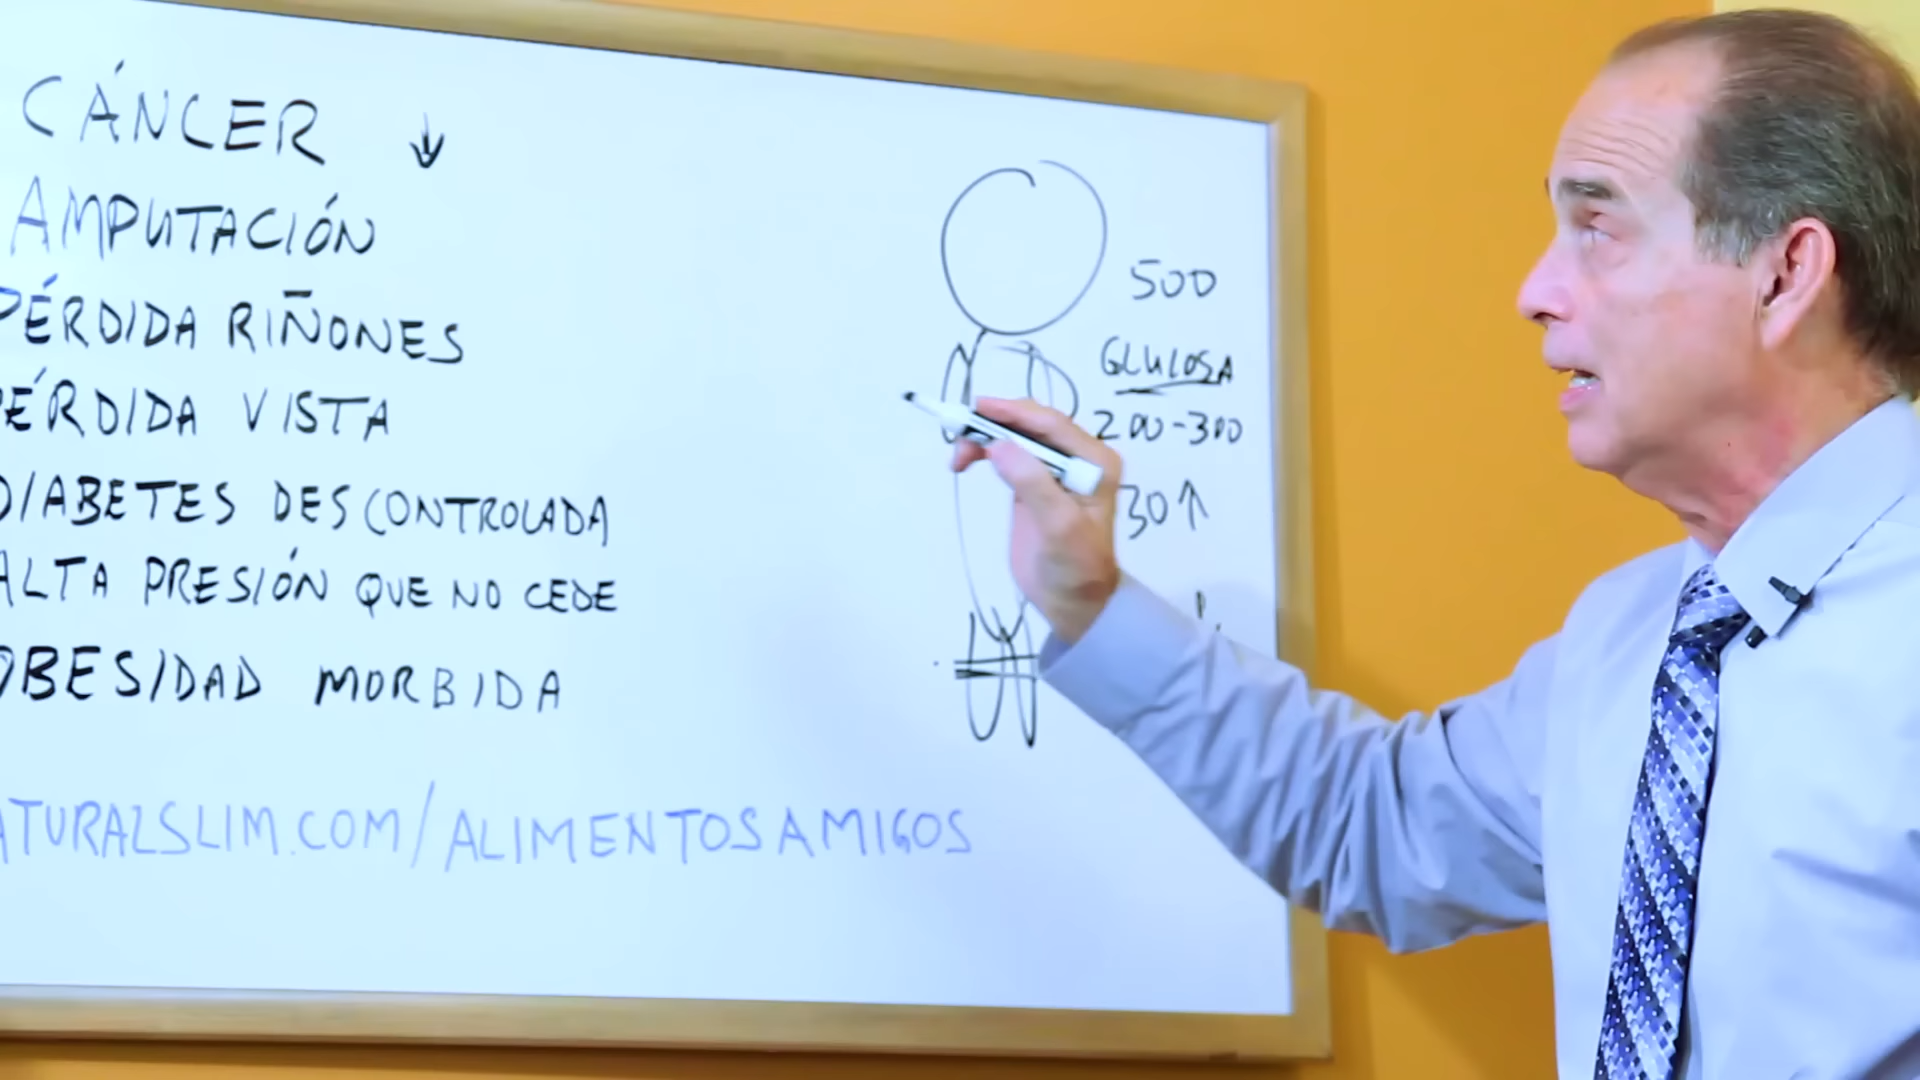 CÁNCER ↓
AMPUTACIÓN
PÉRDIDA RIÑONES
PÉRDIDA VISTA
DIABETES DESCONTROLADA
ALTA PRESIÓN QUE NO CEDE
OBESIDAD MORBIDA
ATURALSLIM.COM/ALIMENTOSAMIGOS
500
GLUCOSA
200-300
30↑